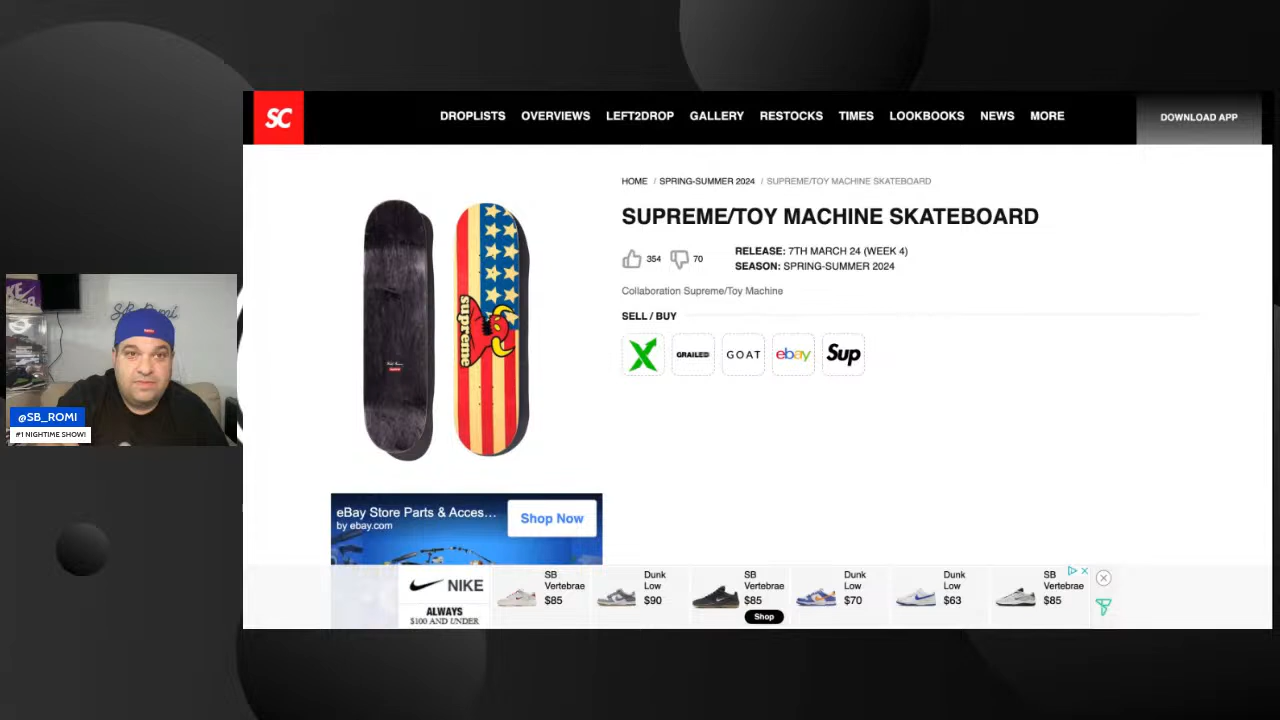 SC
DROPLISTS OVERVIEWS LEFT2DROP GALLERY RESTOCKS TIMES LOOKBOOKS NEWS MORE
DOWNLOAD APP
HOME / SPRING-SUMMER 2024 / SUPREME/TOY MACHINE SKATEBOARD
SUPREME/TOY MACHINE SKATEBOARD
354 70
RELEASE: 7TH MARCH 24 (WEEK 4)
SEASON: SPRING-SUMMER 2024
Collaboration Supreme/Toy Machine
SELL / BUY
X GRAILED GOAT ebay Sup
supreme
@SB_ROMI
#1 NIGHTIME SHOW!
eBay Store Parts & Acces...
by ebay.com
Shop Now
NIKE
ALWAYS
$100 AND UNDER
SB Vertebrae
$85
Dunk Low
$90
SB Vertebrae
$85
Shop
Dunk Low
$70
Dunk Low
$63
SB Vertebrae
$85